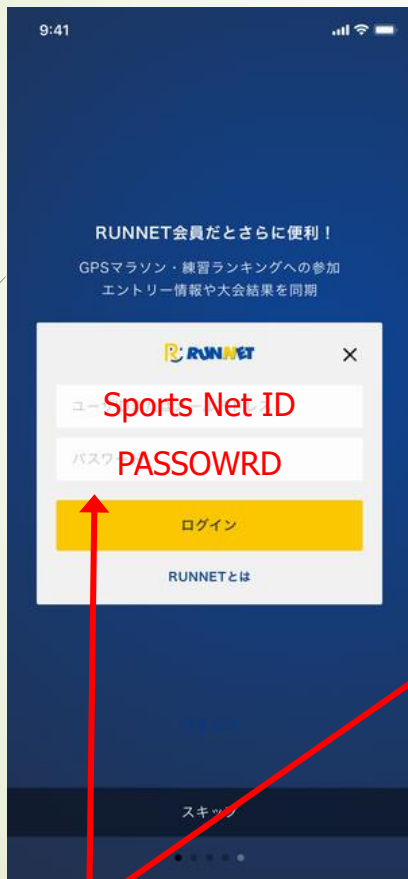 9:41
RUNNET会員だとさらに便利！
GPSマラソン・練習ランキングへの参加
エントリー情報や大会結果を同期
RUNNET
Sports Net ID
PASSOWRD
ログイン
RUNNETとは
スキップ